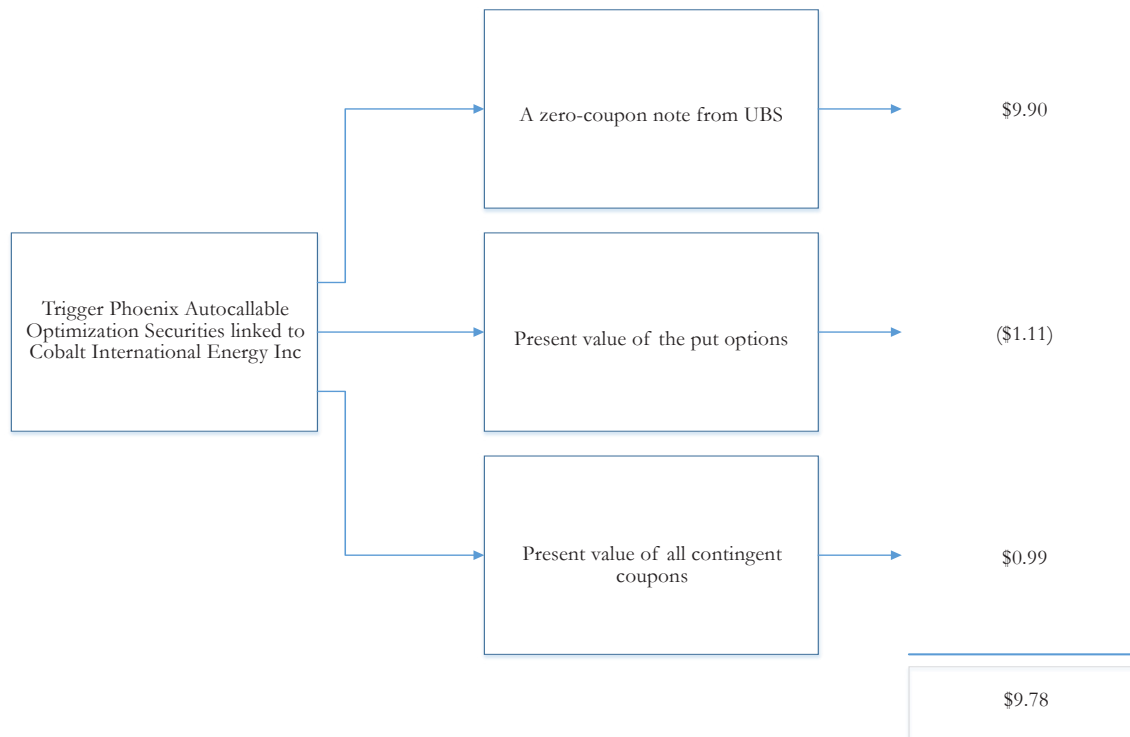 A zero-coupon note from UBS
$9.90
Trigger Phoenix Autocallable
Optimization Securities linked to
Cobalt International Energy Inc
Present value of the put options
($1.11)
Present value of all contingent
coupons
$0.99
$9.78